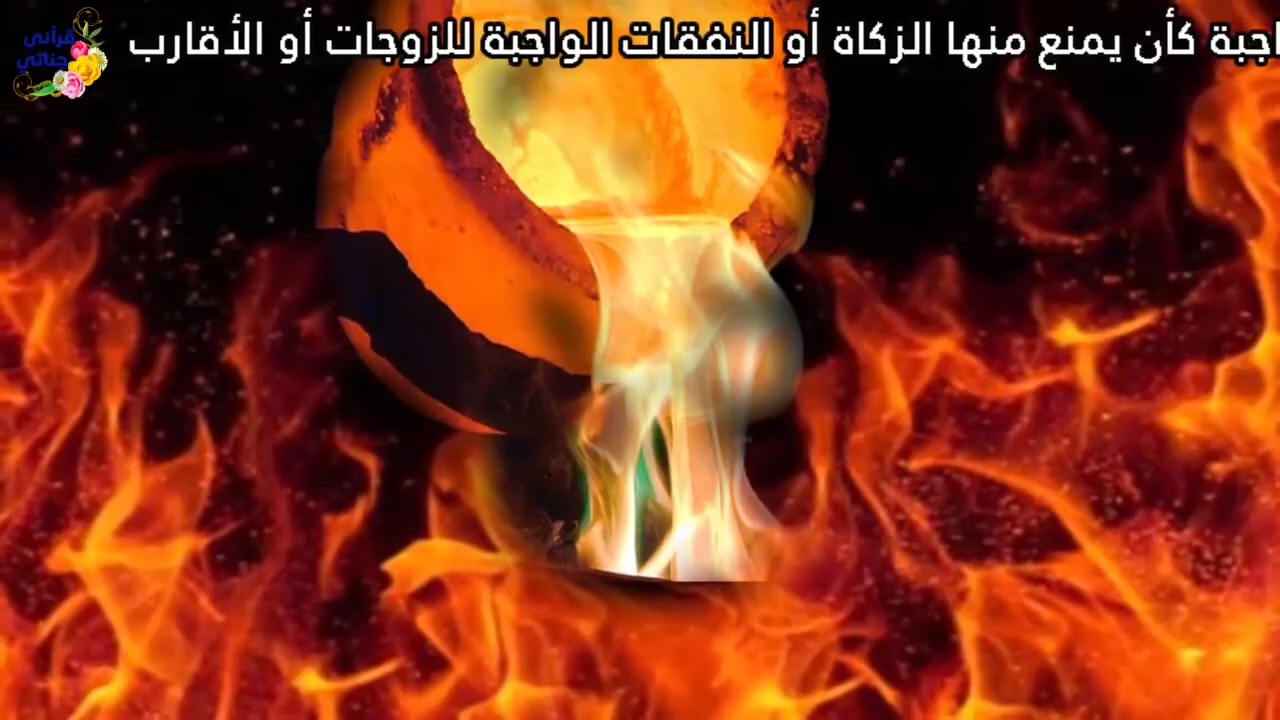 اجبة كأن يمنع منها الزكاة أو النفقات الواجبة للزوجات أو الأقارب
قرآني
جناتي